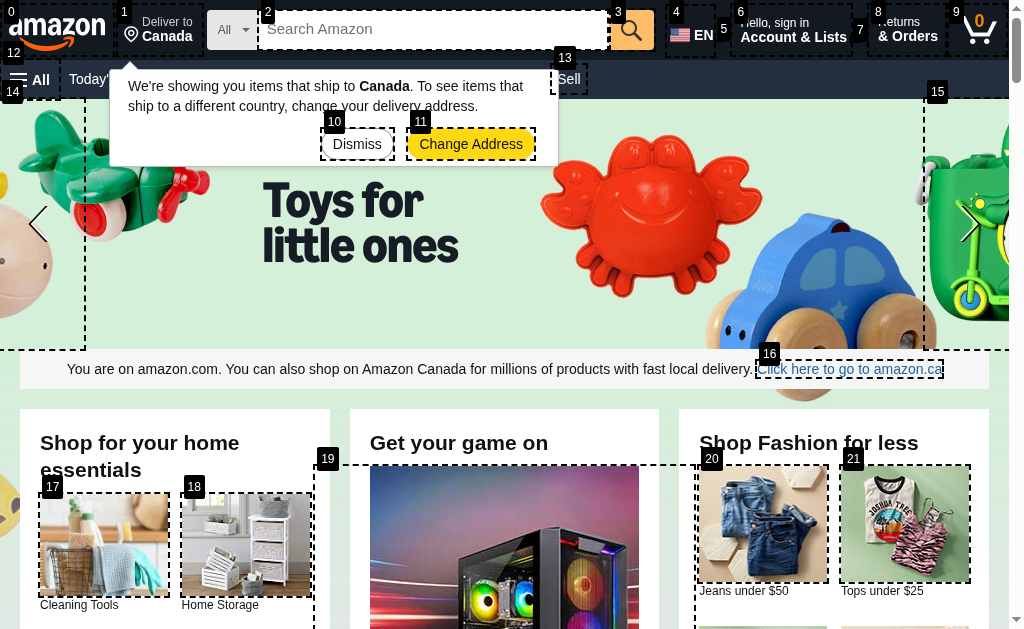 0
1
2
3
4
5
6
7
8
9
amazon
Deliver to
Canada
All
Search Amazon
EN
Hello, sign in
Account & Lists
Returns
& Orders
0
12
13
All
Today'
Sell
14
15
We're showing you items that ship to Canada. To see items that
ship to a different country, change your delivery address.
10
11
Dismiss
Change Address
Toys for
little ones
16
You are on amazon.com. You can also shop on Amazon Canada for millions of products with fast local delivery. Click here to go to amazon.ca
Shop for your home
essentials
17
18
Cleaning Tools
Home Storage
19
Get your game on
Shop Fashion for less
20
21
JOSHUA TREE
Jeans under $50
Tops under $25